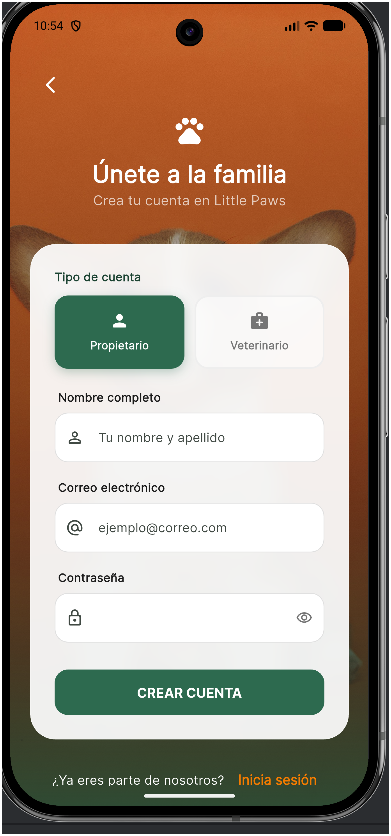 10:54
Únete a la familia
Crea tu cuenta en Little Paws
Tipo de cuenta
Propietario
Veterinario
Nombre completo
Tu nombre y apellido
Correo electrónico
ejemplo@correo.com
Contraseña
CREAR CUENTA
¿Ya eres parte de nosotros? Inicia sesión